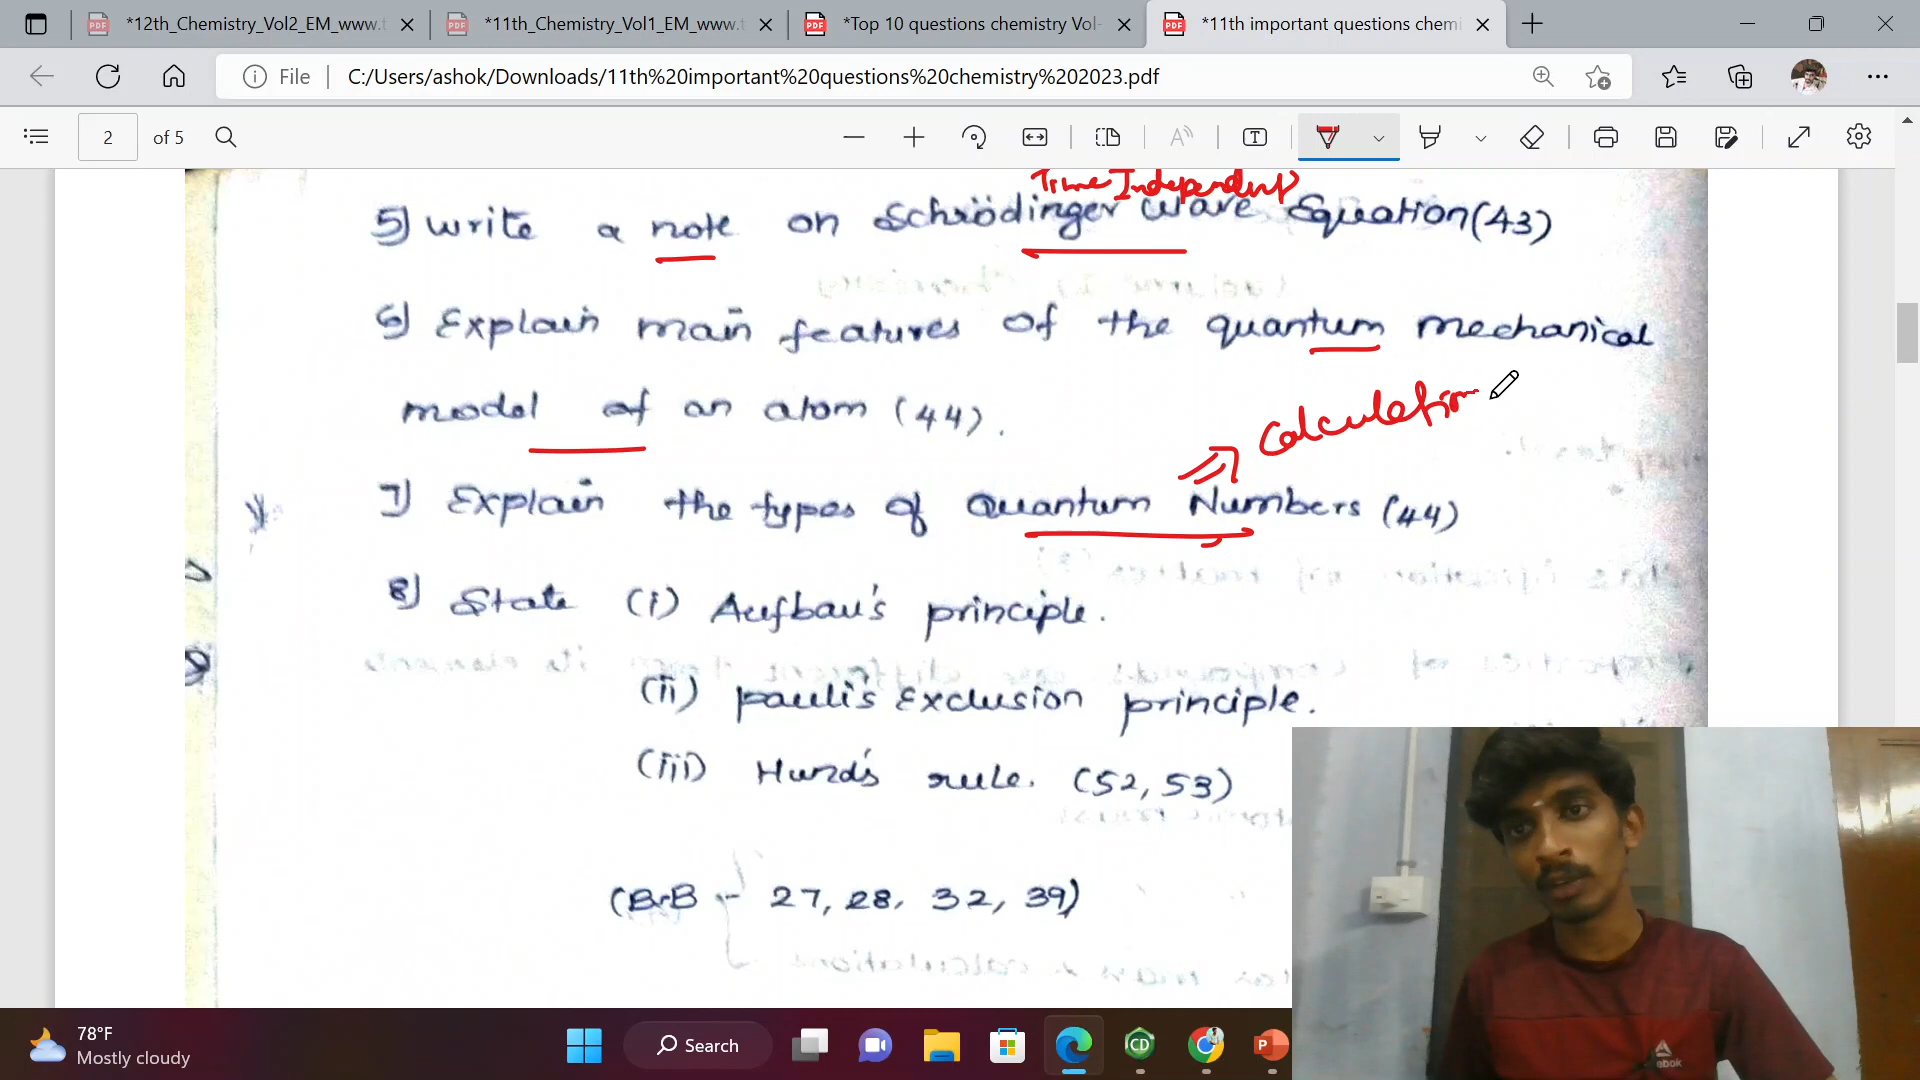 *12th_Chemistry_Vol2_EM_www.t
*11th_Chemistry_Vol1_EM_www.t
*Top 10 questions chemistry Vol-
*11th important questions chemi
File
C:/Users/ashok/Downloads/11th%20important%20questions%20chemistry%202023.pdf
2 of 5
Time Independent
5) Write a note on Schrödinger Wave Equation (43)
6) Explain main features of the quantum mechanical
model of an atom (44).
Calculation
7) Explain the types of Quantum Numbers (44)
8) State (i) Aufbau's principle.
(ii) pauli's Exclusion principle.
(iii) Hund's rule. (52, 53)
(B.B - 27, 28, 32, 39)
78°F
Mostly cloudy
Search